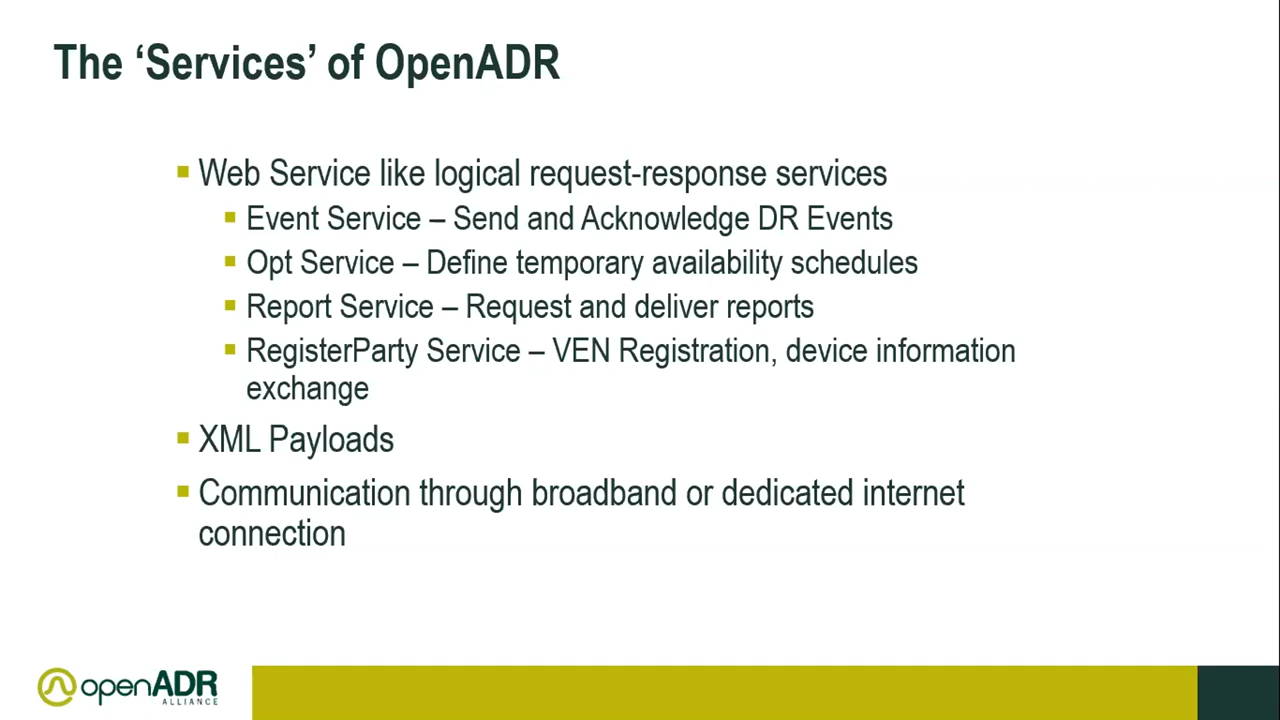 The ‘Services’ of OpenADR
Web Service like logical request-response services
Event Service – Send and Acknowledge DR Events
Opt Service – Define temporary availability schedules
Report Service – Request and deliver reports
RegisterParty Service – VEN Registration, device information
exchange
XML Payloads
Communication through broadband or dedicated internet
connection
openADR
ALLIANCE